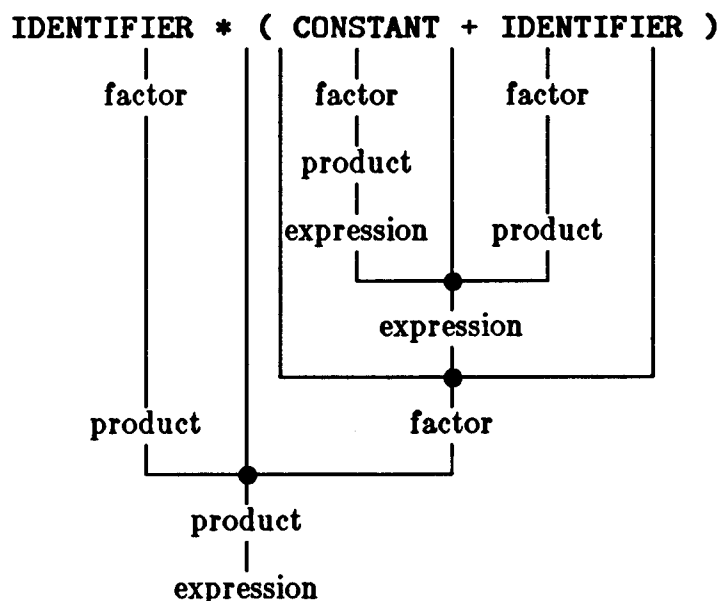 IDENTIFIER * ( CONSTANT + IDENTIFIER )
factor factor factor
product
expression product
expression
product factor
product
expression